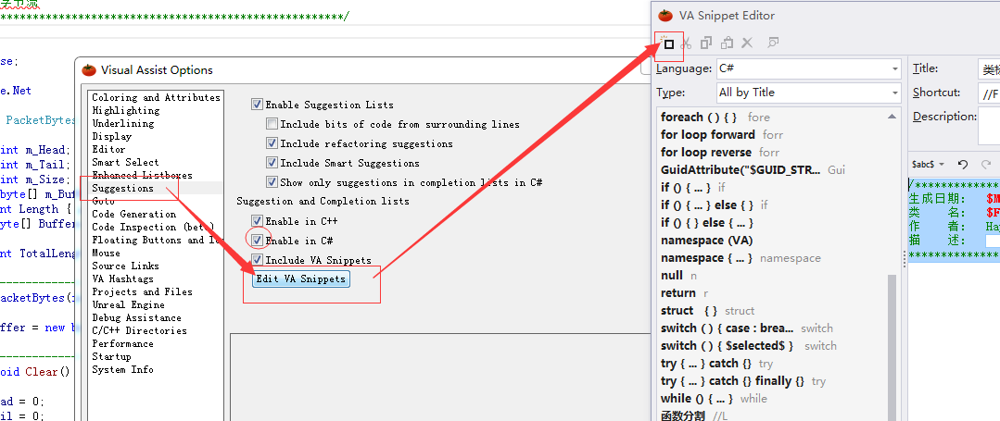 字节流
******************************************************/
se;
e.Net
PacketBytes
int m_Head;
int m_Tail;
int m_Size;
byte[] m_Buf
nt Length {
yte[] Buffer
nt TotalLeng
acketBytes(i
ffer = new b
oid Clear()
ad = 0;
il = 0;
Visual Assist Options
Coloring and Attributes
Highlighting
Underlining
Display
Editor
Smart Select
Enhanced Listboxes
Suggestions
Goto
Code Generation
Code Inspection (beta)
Floating Buttons and Ico
Mouse
Source Links
VA Hashtags
Projects and Files
Unreal Engine
Debug Assistance
C/C++ Directories
Performance
Startup
System Info
Enable Suggestion Lists
Include bits of code from surrounding lines
Include refactoring suggestions
Include Smart Suggestions
Show only suggestions in completion lists in C#
Suggestion and Completion lists
Enable in C++
Enable in C#
Include VA Snippets
Edit VA Snippets
VA Snippet Editor
Language: C#
Type: All by Title
foreach ( ) { } fore
for loop forward forr
for loop reverse forr
GuidAttribute("$GUID_STR... Gui
if () { ... } if
if () { ... } else { } if
if () { } else { ... }
namespace (VA)
namespace { ... } namespace
null n
return r
struct { } struct
switch ( ) { case : brea... switch
switch ( ) { $selected$ } switch
try { ... } catch {} try
try { ... } catch {} finally {} try
while () { ... } while
函数分割 //L
Title: 类标
Shortcut: //F
Description:
$abc$
/***************
生成日期: $M
类 名: $F
作 者: Ha
描 述:
***************